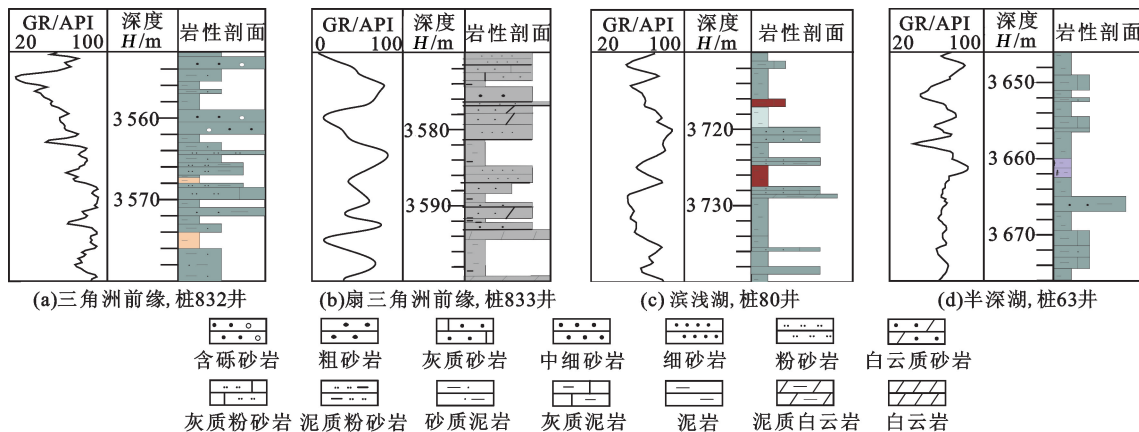 GR/API 深度 岩性剖面 GR/API 深度 岩性剖面 GR/API 深度 岩性剖面 GR/API 深度 岩性剖面
20 100 H/m 0 100 H/m 20 100 H/m 20 100 H/m
3 560
3 570
3 580
3 590
3 720
3 730
3 650
3 660
3 670
(a)三角洲前缘,桩832井 (b)扇三角洲前缘,桩833井 (c)滨浅湖,桩80井 (d)半深湖,桩63井
含砾砂岩 粗砂岩 灰质砂岩 中细砂岩 细砂岩 粉砂岩 白云质砂岩
灰质粉砂岩 泥质粉砂岩 砂质泥岩 灰质泥岩 泥岩 泥质白云岩 白云岩